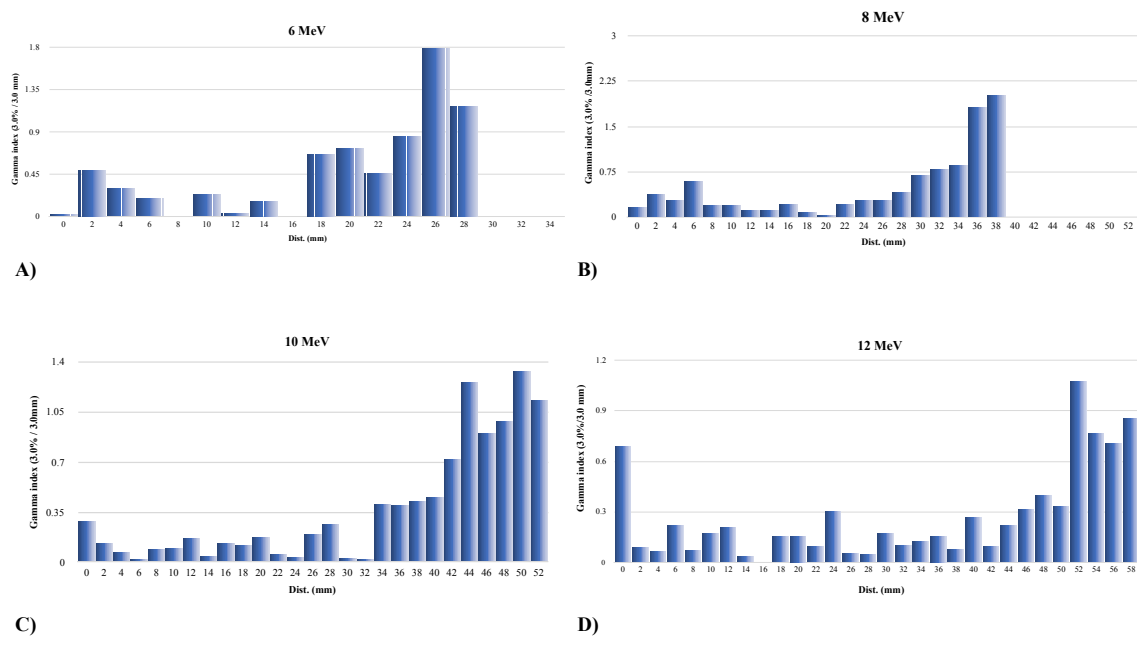 6 MeV
Gamma index (3.0% / 3.0 mm)
1.8
1.35
0.9
0.45
0
0 2 4 6 8 10 12 14 16 18 20 22 24 26 28 30 32 34
Dist. (mm)
A)
8 MeV
Gamma index (3.0% /3.0mm)
3
2.25
1.5
0.75
0
0 2 4 6 8 10 12 14 16 18 20 22 24 26 28 30 32 34 36 38 40 42 44 46 48 50 52
Dist. (mm)
B)
10 MeV
Gamma index (3.0% / 3.0mm)
1.4
1.05
0.7
0.35
0
0 2 4 6 8 10 12 14 16 18 20 22 24 26 28 30 32 34 36 38 40 42 44 46 48 50 52
Dist. (mm)
C)
12 MeV
Gamma index (3.0%/3.0 mm)
1.2
0.9
0.6
0.3
0
0 2 4 6 8 10 12 14 16 18 20 22 24 26 28 30 32 34 36 38 40 42 44 46 48 50 52 54 56 58
Dist. (mm)
D)